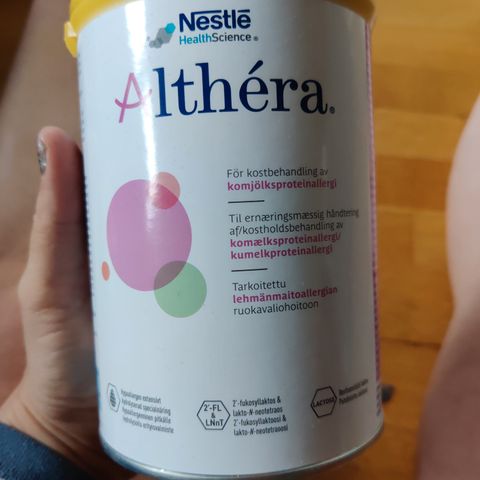 Nestlé
HealthScience®
Althéra®
För kostbehandling av
komjölksproteinallergi
Til ernæringsmæssig håndtering
af/kostholdsbehandling av
komælksproteinallergi/
kumelkproteinallergi
Tarkoitettu
lehmänmaitoallergian
ruokavaliohoitoon
2'-FL
&
LNnT
2'-fukosyllaktos &
lakto-N-neotetraos
2'-fukosyllaktoosi &
lakto-N-neotetraoosi
LACTOSE